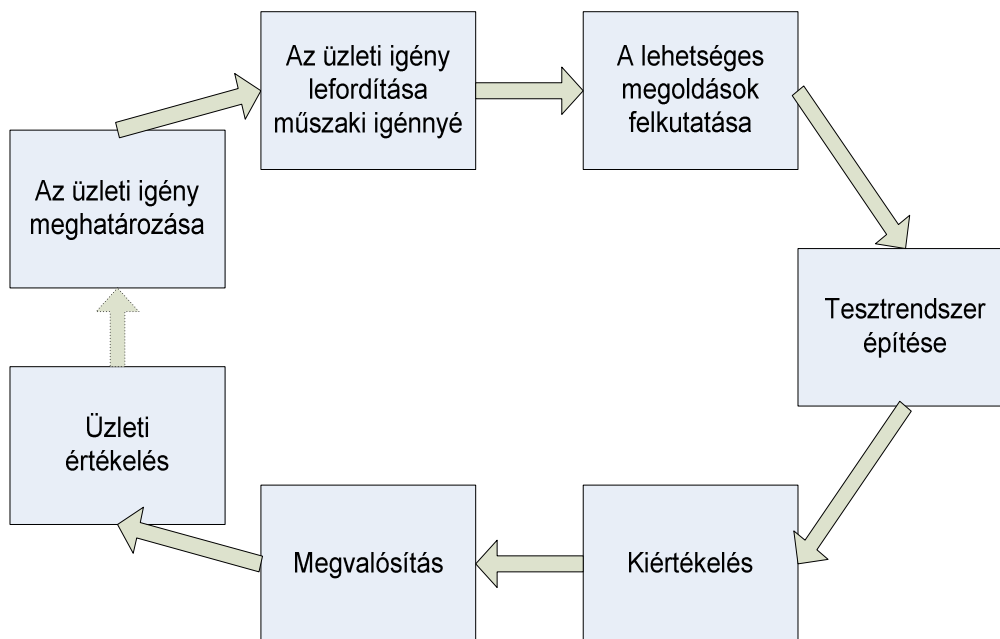 Az üzleti igény
meghatározása
Az üzleti igény
lefordítása
műszaki igénnyé
A lehetséges
megoldások
felkutatása
Tesztrendszer
építése
Kiértékelés
Megvalósítás
Üzleti
értékelés